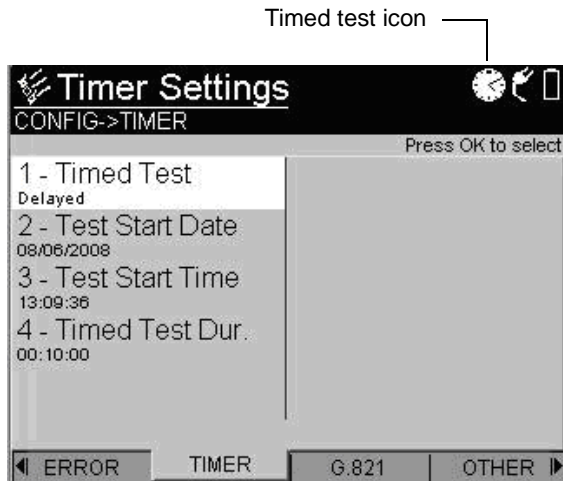 Timed test icon
Timer Settings
CONFIG->TIMER
Press OK to select
1 - Timed Test
Delayed
2 - Test Start Date
08/06/2008
3 - Test Start Time
13:09:36
4 - Timed Test Dur.
00:10:00
ERROR TIMER G.821 OTHER